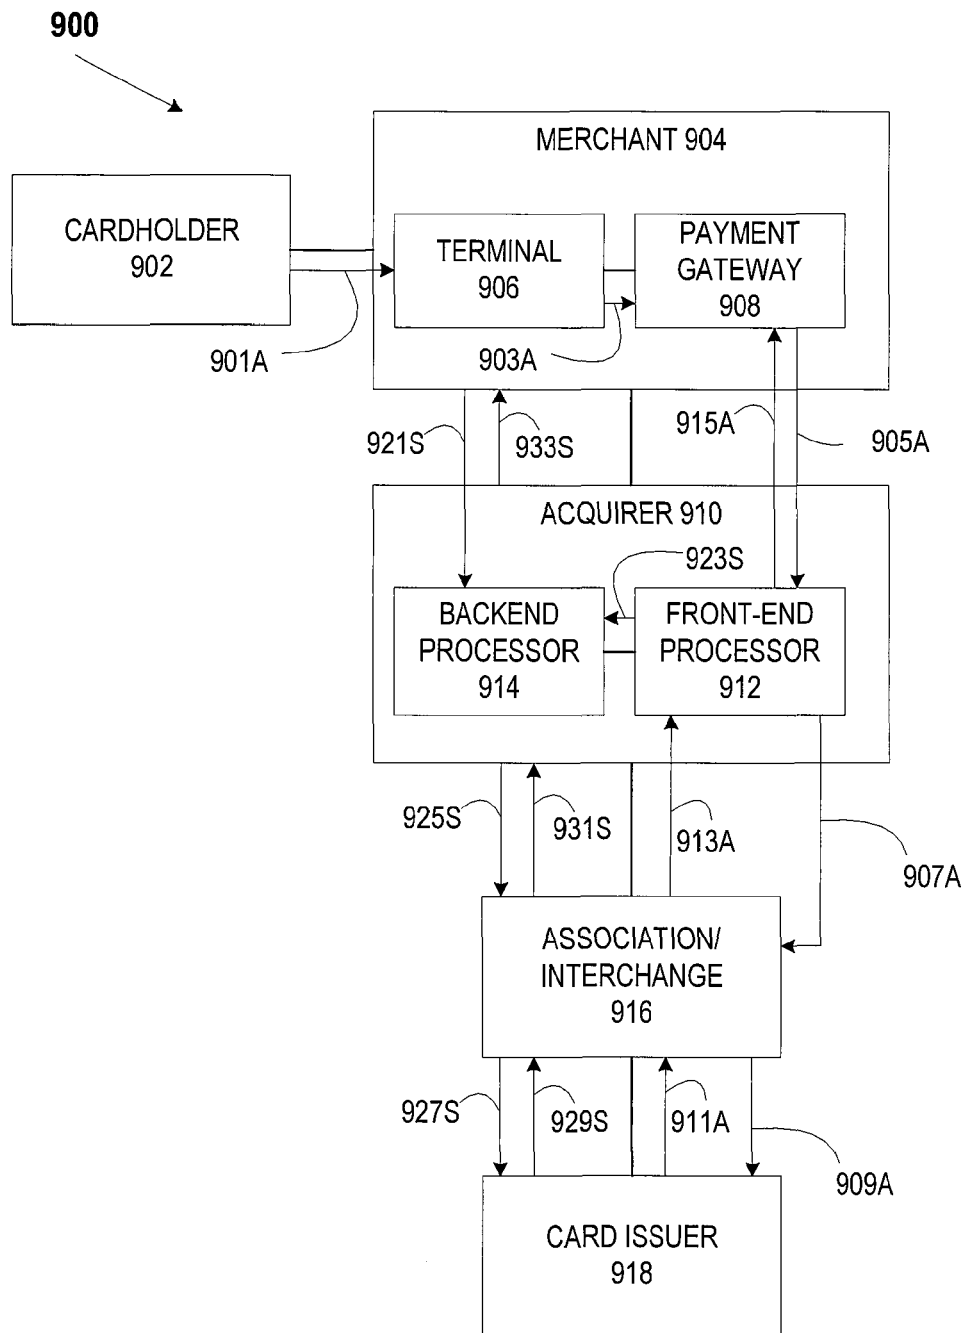 900
MERCHANT 904
CARDHOLDER
902
TERMINAL
906
PAYMENT
GATEWAY
908
901A
903A
921S
933S
915A
905A
ACQUIRER 910
923S
BACKEND
PROCESSOR
914
FRONT-END
PROCESSOR
912
925S
931S
913A
907A
ASSOCIATION/
INTERCHANGE
916
927S
929S
911A
909A
CARD ISSUER
918